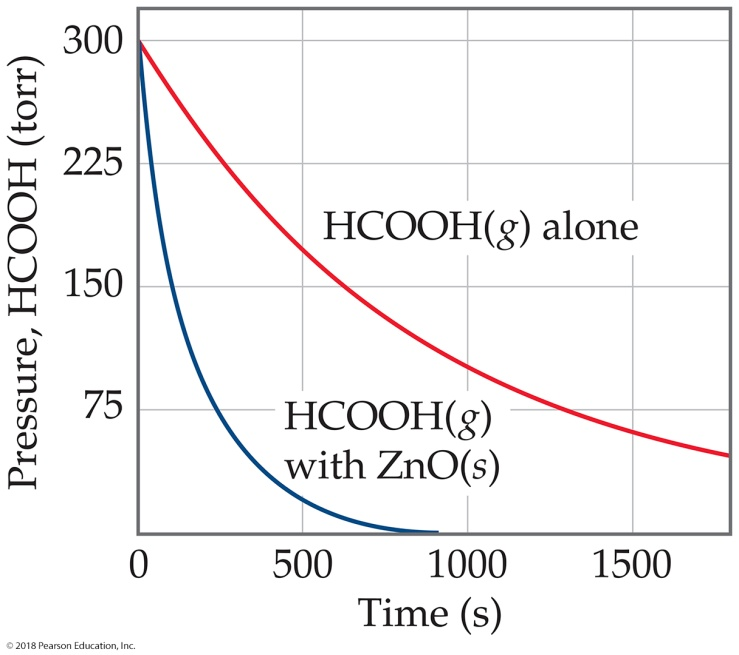 Pressure, HCOOH (torr)
300
225
150
75
HCOOH(g) alone
HCOOH(g)
with ZnO(s)
0 500 1000 1500
Time (s)
© 2018 Pearson Education, Inc.